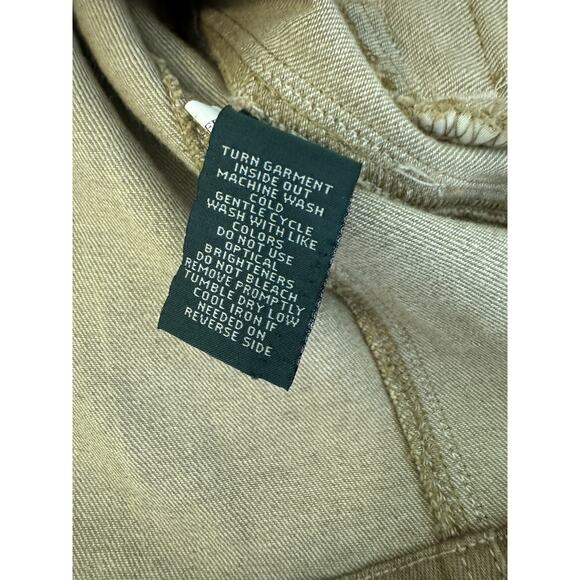 TURN GARMENT
INSIDE OUT
MACHINE WASH
COLD
GENTLE CYCLE
WASH WITH LIKE
COLORS
DO NOT USE
OPTICAL
BRIGHTENERS
DO NOT BLEACH
REMOVE PROMPTLY
TUMBLE DRY LOW
COOL IRON IF
NEEDED ON
REVERSE SIDE